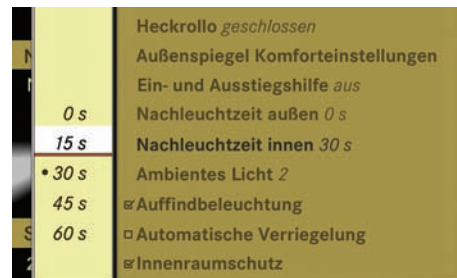 Heckrollo geschlossen
Außenspiegel Komforteinstellungen
Ein- und Ausstiegshilfe aus
0 s Nachleuchtzeit außen 0 s
15 s Nachleuchtzeit innen 30 s
• 30 s Ambientes Licht 2
45 s Auffindbeleuchtung
60 s Automatische Verriegelung
Innenraumschutz